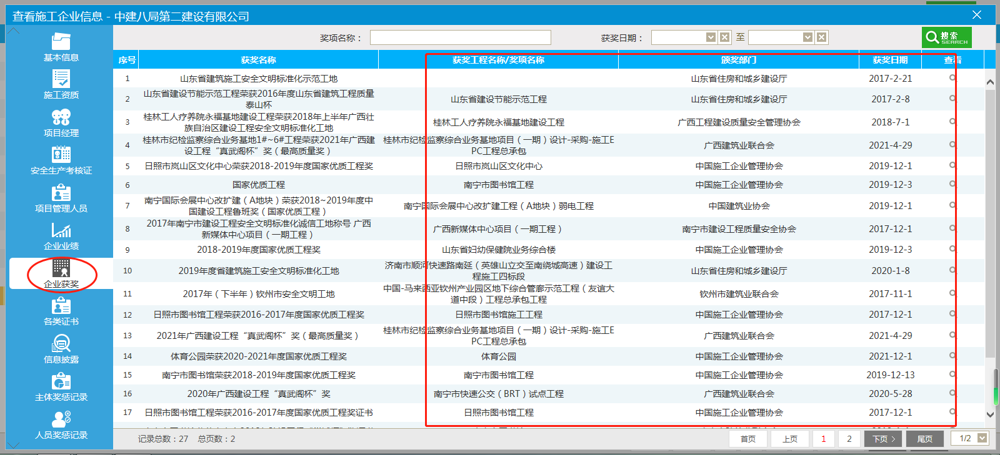 查看施工企业信息 - 中建八局第二建设有限公司
基本信息
施工资质
项目经理
安全生产考核证
项目管理人员
企业业绩
企业获奖
各类证书
信息披露
主体奖惩记录
人员奖惩记录
奖项名称： 获奖日期： 至 搜索
SEARCH
序号 获奖名称 获奖工程名称/奖项名称 颁奖部门 获奖日期 查看
1 山东省建筑施工安全文明标准化示范工地 山东省住房和城乡建设厅 2017-2-21
2 山东省建设节能示范工程荣获2016年度山东省建筑工程质量
泰山杯 山东省建设节能示范工程 山东省住房和城乡建设厅 2017-2-8
3 桂林工人疗养院永福基地建设工程荣获2018年上半年广西壮
族自治区建设工程安全文明标准化工地 桂林工人疗养院永福基地建设工程 广西工程建设质量安全管理协会 2018-7-1
4 桂林市纪检监察综合业务基地1#~6#工程荣获2021年广西建
设工程“真武阁杯”奖（最高质量奖） 桂林市纪检监察综合业务基地项目（一期）设计-采购-施工E
PC工程总承包 广西建筑业联合会 2021-4-29
5 日照市岚山区文化中心荣获2018-2019年度国家优质工程奖 日照市岚山区文化中心 中国施工企业管理协会 2019-12-1
6 国家优质工程 南宁市图书馆工程 中国施工企业管理协会 2019-12-3
7 南宁国际会展中心改扩建（A地块）荣获2018~2019年度中
国建设工程鲁班奖（国家优质工程） 南宁国际会展中心改扩建工程（A地块）弱电工程 中国建筑业协会 2019-12-1
8 2017年南宁市建设工程安全文明标准化诚信工地称号 广西
新媒体中心项目（一期工程） 广西新媒体中心项目（一期工程） 南宁市建设工程质量安全协会 2017-12-1
9 2018-2019年度国家优质工程奖 山东省妇幼保健院业务综合楼 中国施工企业管理协会 2019-12-3
10 2019年度省建筑施工安全文明标准化工地 济南市顺河快速路南延（英雄山立交至南绕城高速）建设工
程施工四标段 山东省住房和城乡建设厅 2020-1-8
11 2017年（下半年）钦州市安全文明工地 中国-马来西亚钦州产业园区地下综合管廊示范工程（友谊大
道中段）工程总承包工程 钦州市建筑业联合会 2017-11-1
12 日照市图书馆工程荣获2016-2017年度国家优质工程奖 日照市图书馆施工工程 中国施工企业管理协会 2017-12-1
13 2021年广西建设工程“真武阁杯”奖（最高质量奖） 桂林市纪检监察综合业务基地项目（一期）设计-采购-施工E
PC工程总承包 广西建筑业联合会 2021-4-29
14 体育公园荣获2020-2021年度国家优质工程奖 体育公园 中国施工企业管理协会 2021-12-1
15 南宁市图书馆荣获2018-2019年度国家优质工程奖 南宁市图书馆工程 中国施工企业管理协会 2019-12-13
16 2020年广西建设工程“真武阁杯”奖 南宁市快速公交（BRT）试点工程 广西建筑业联合会 2020-5-28
17 日照市图书馆工程荣获2016-2017年度国家优质工程奖证书 日照市图书馆工程 中国施工企业管理协会 2017-12-1
记录总数：27 总页数：2 首页 上页 1 2 下页 尾页 1/2